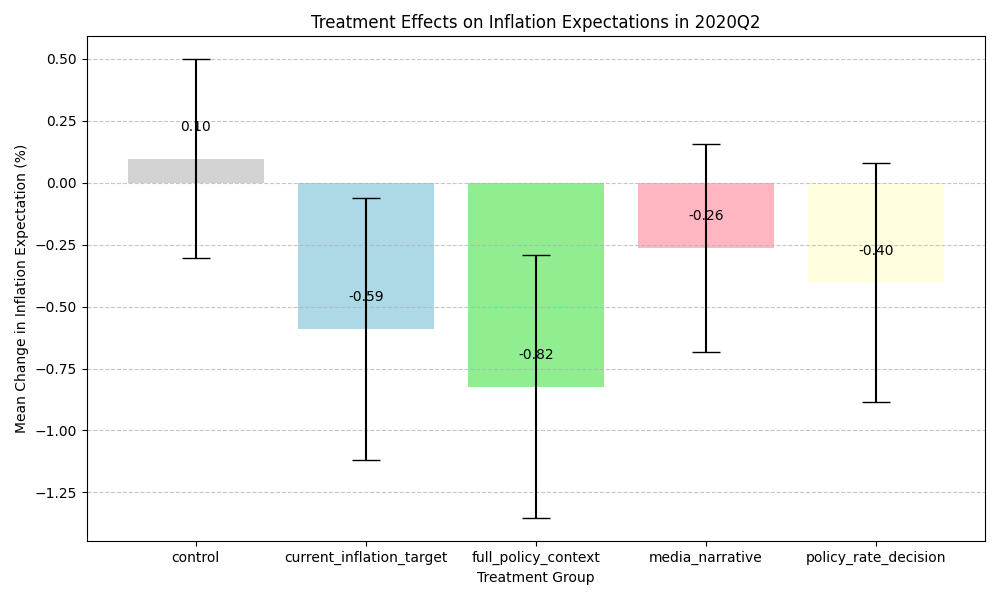 Treatment Effects on Inflation Expectations in 2020Q2
Mean Change in Inflation Expectation (%)
0.50
0.25
0.00
−0.25
−0.50
−0.75
−1.00
−1.25
0.10
-0.59
-0.82
-0.26
-0.40
control
current_inflation_target
full_policy_context
media_narrative
policy_rate_decision
Treatment Group